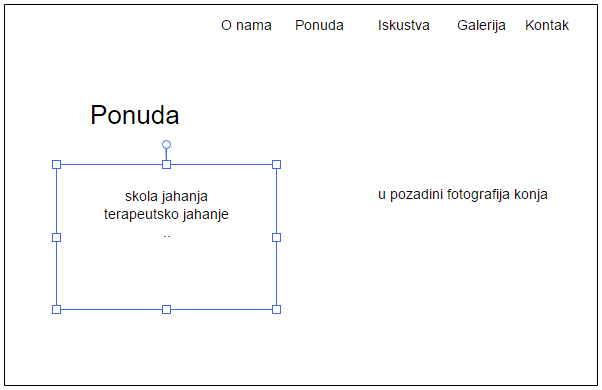 O nama Ponuda Iskustva Galerija Kontak
Ponuda
skola jahanja
terapeutsko jahanje
..
u pozadini fotografija konja